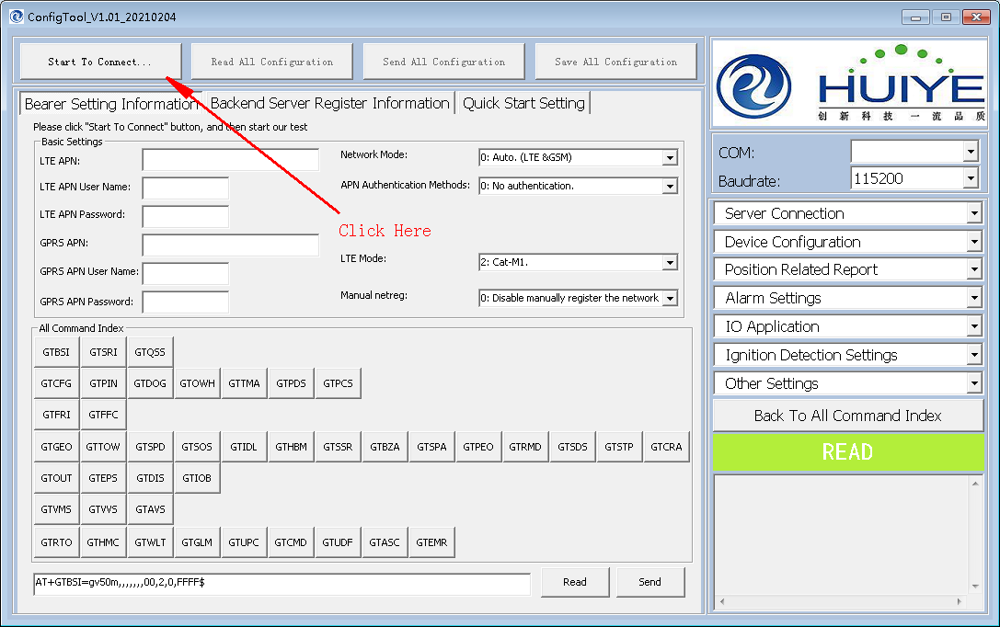 ConfigTool_V1.01_20210204
Start To Connect...
Read All Configuration
Send All Configuration
Save All Configuration
HUIYE
创 新 科 技 一 流 品 质
Bearer Setting Information
Backend Server Register Information
Quick Start Setting
Please click "Start To Connect" button, and then start our test
Basic Settings
LTE APN:
LTE APN User Name:
LTE APN Password:
GPRS APN:
GPRS APN User Name:
GPRS APN Password:
Network Mode:
0: Auto. (LTE &GSM)
APN Authentication Methods:
0: No authentication.
Click Here
LTE Mode:
2: Cat-M1.
Manual netreg:
0: Disable manually register the network
All Command Index
GTBSI GTSRI GTQSS
GTCFG GTPIN GTDOG GTOWH GTTMA GTPDS GTPCS
GTFRI GTFFC
GTGEO GTTOW GTSPD GTSOS GTIDL GTHBM GTSSR GTBZA GTSPA GTPEO GTRMD GTSDS GTSTP GTCRA
GTOUT GTEPS GTDIS GTIOB
GTVMS GTVVS GTAVS
GTRTO GTHMC GTWLT GTGLM GTUPC GTCMD GTUDF GTASC GTEMR
AT+GTBSI=gv50m,,,,,,,00,2,0,FFFF$
Read
Send
COM:
Baudrate:
115200
Server Connection
Device Configuration
Position Related Report
Alarm Settings
IO Application
Ignition Detection Settings
Other Settings
Back To All Command Index
READ